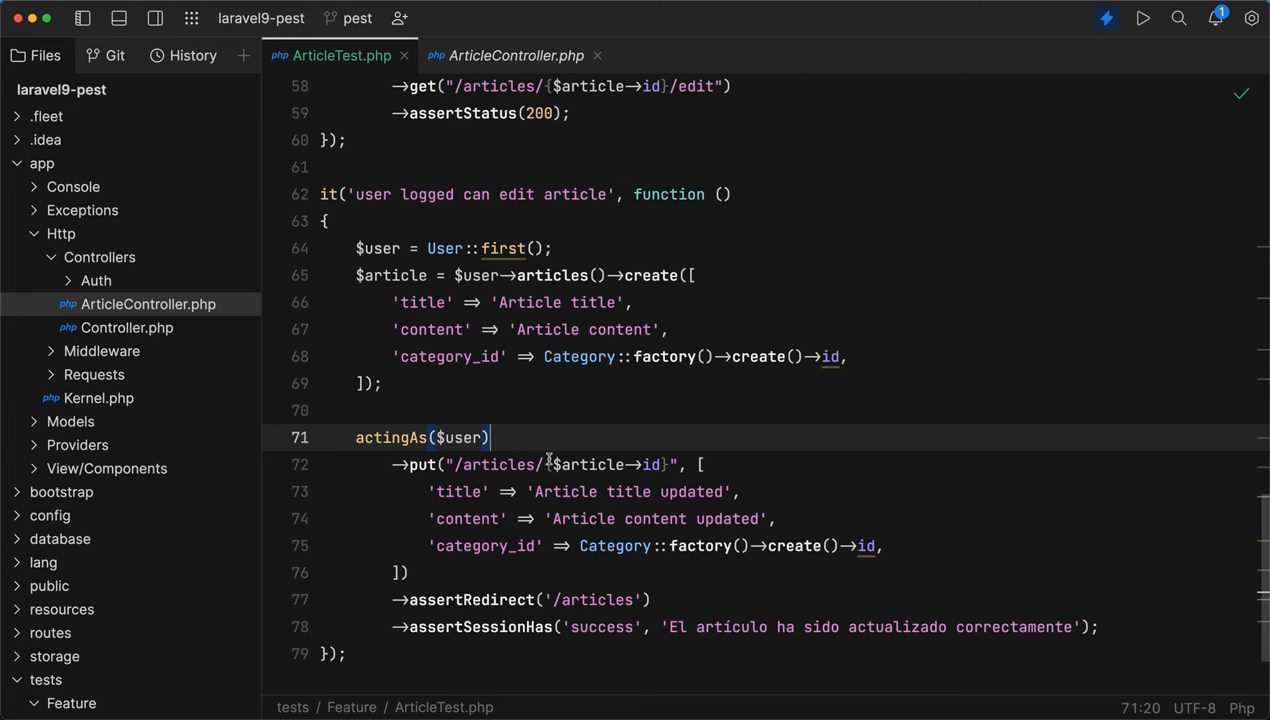 laravel9-pest pest 1
Files Git History + php ArticleTest.php × php ArticleController.php ×
laravel9-pest
.fleet
.idea
app
Console
Exceptions
Http
Controllers
Auth
php ArticleController.php
php Controller.php
Middleware
Requests
php Kernel.php
Models
Providers
View/Components
bootstrap
config
database
lang
public
resources
routes
storage
tests
Feature
58 →get("/articles/{$article→id}/edit")
59 →assertStatus(200);
60 });
61
62 it('user logged can edit article', function ()
63 {
64 $user = User::first();
65 $article = $user→articles()→create([
66 'title' ⇒ 'Article title',
67 'content' ⇒ 'Article content',
68 'category_id' ⇒ Category::factory()→create()→id,
69 ]);
70
71 actingAs($user)
72 →put("/articles/{$article→id}", [
73 'title' ⇒ 'Article title updated',
74 'content' ⇒ 'Article content updated',
75 'category_id' ⇒ Category::factory()→create()→id,
76 ])
77 →assertRedirect('/articles')
78 →assertSessionHas('success', 'El artículo ha sido actualizado correctamente');
79 });
tests › Feature › ArticleTest.php 71:20 UTF-8 Php